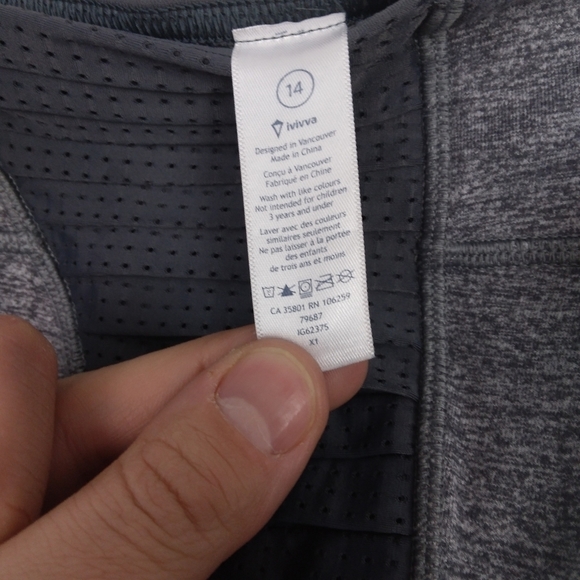 14
ivivva
Designed in Vancouver
Made in China
Conçu à Vancouver
Fabriqué en Chine
Wash with like colours
Not intended for children
3 years and under
Laver avec des couleurs
similaires seulement
Ne pas laisser à la portée
des enfants
de trois ans et moins
CA 35801 RN 106259
79687
IG62375
X1